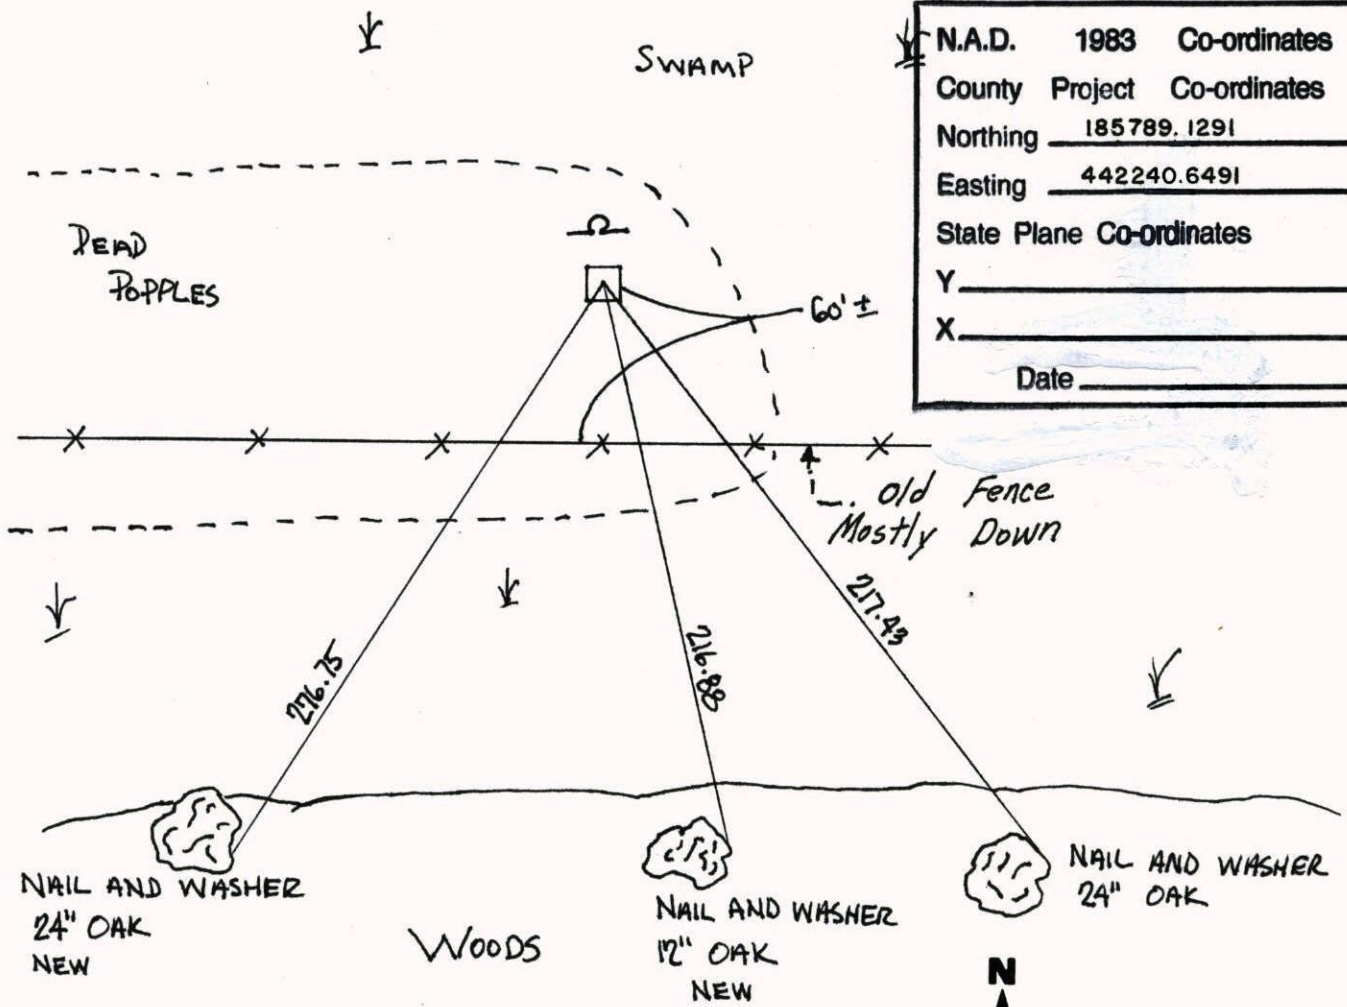 SWAMP
N.A.D. 1983 Co-ordinates
County Project Co-ordinates
Northing 185789.1291
Easting 442240.6491
State Plane Co-ordinates
Y
X
Date
DEAD
POPPLES
60' ±
Old Fence
Mostly Down
276.75
216.88
217.43
NAIL AND WASHER
24" OAK
NEW
WOODS
NAIL AND WASHER
12" OAK
NEW
NAIL AND WASHER
24" OAK
N